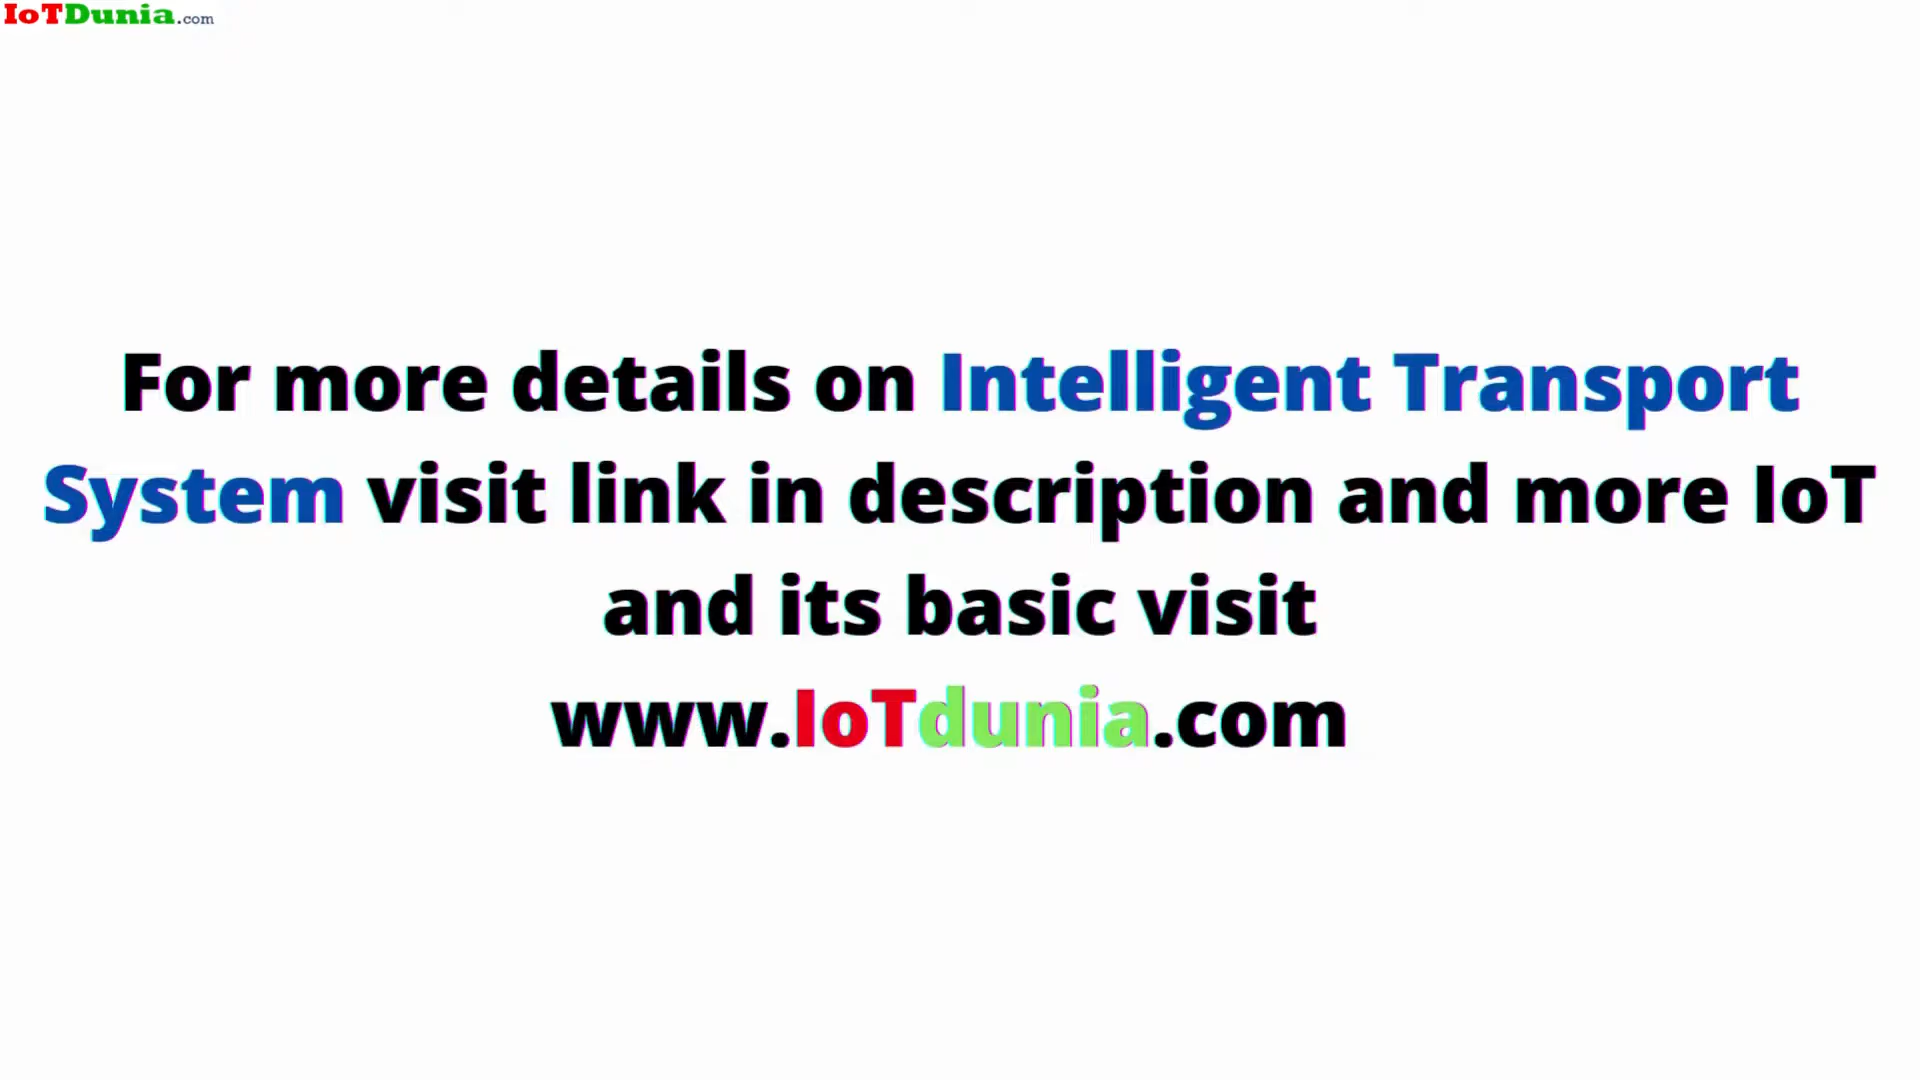 IoTDunia.com
For more details on Intelligent Transport
System visit link in description and more IoT
and its basic visit
www.IoTdunia.com